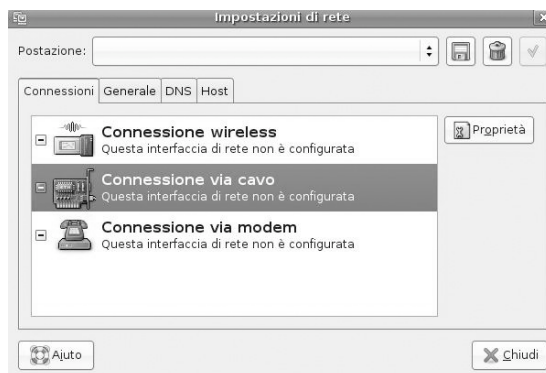 Impostazioni di rete
Postazione:
Connessioni Generale DNS Host
Connessione wireless
Questa interfaccia di rete non è configurata
Proprietà
Connessione via cavo
Questa interfaccia di rete non è configurata
Connessione via modem
Questa interfaccia di rete non è configurata
Aiuto
Chiudi